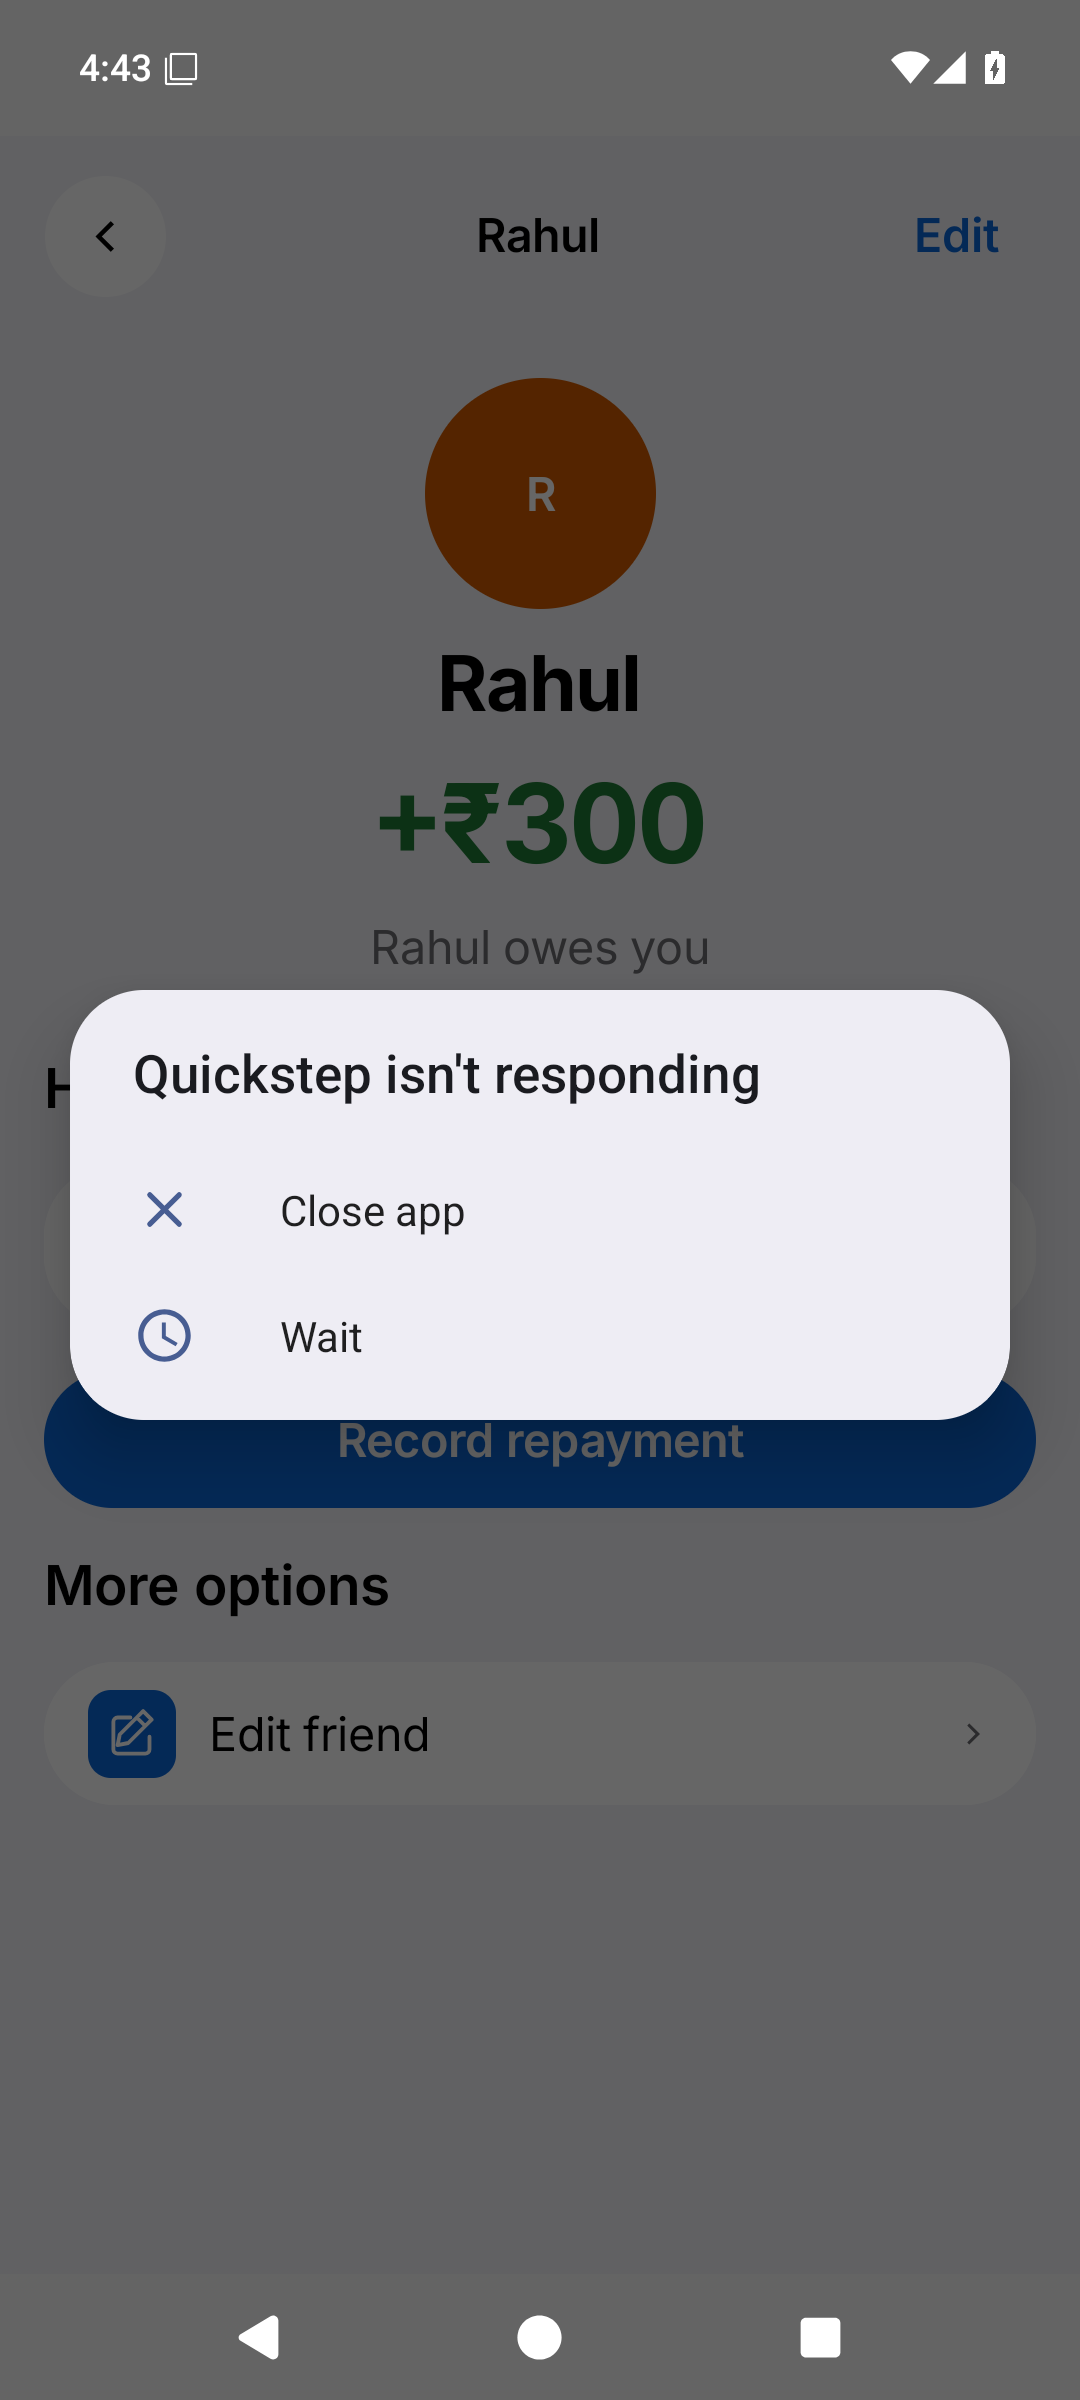 4:43
Rahul
Edit
R
Rahul
+₹300
Rahul owes you
Quickstep isn't responding
Close app
Wait
Record repayment
More options
Edit friend